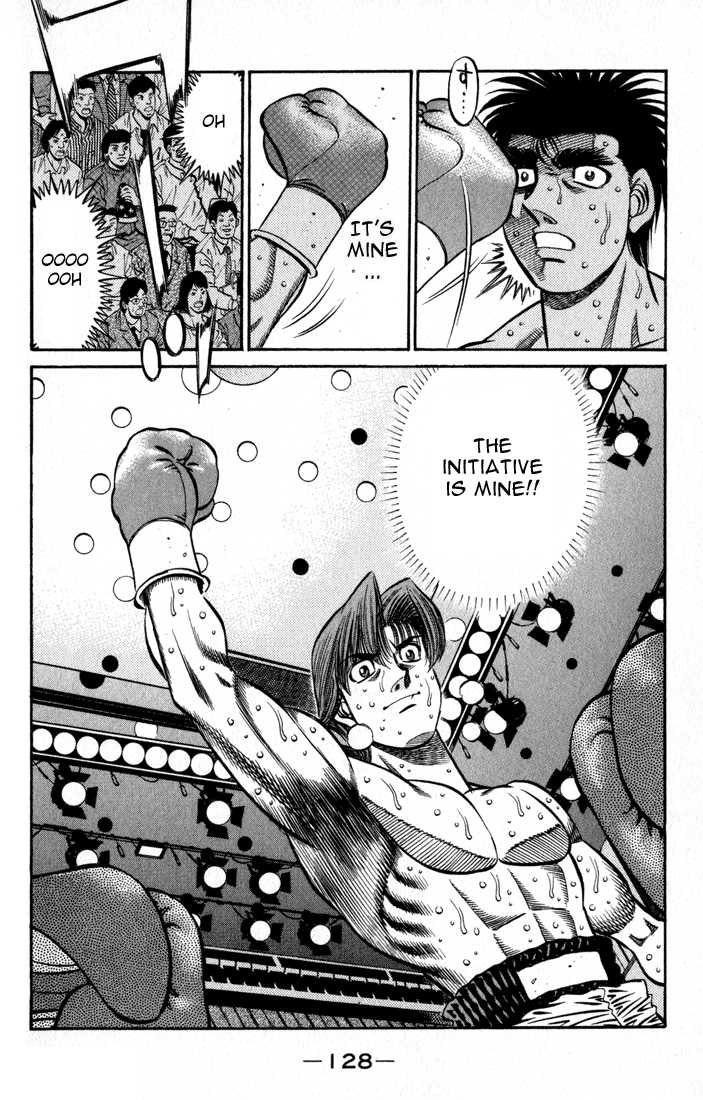 す…
IT'S
MINE
...
OH
OOOO
OOH
THE
INITIATIVE
IS MINE!!
—128—